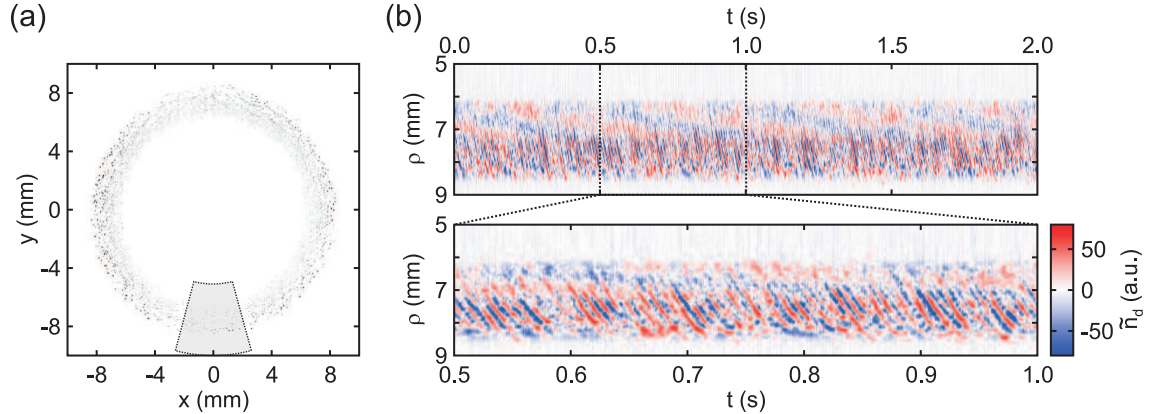 (a)
(b)
t (s)
0.0 0.5 1.0 1.5 2.0
5
7
9
ρ (mm)
8
4
0
-4
-8
y (mm)
-8 -4 0 4 8
x (mm)
5
7
9
ρ (mm)
0.5 0.6 0.7 0.8 0.9 1.0
t (s)
50
0
-50
ñd (a.u.)